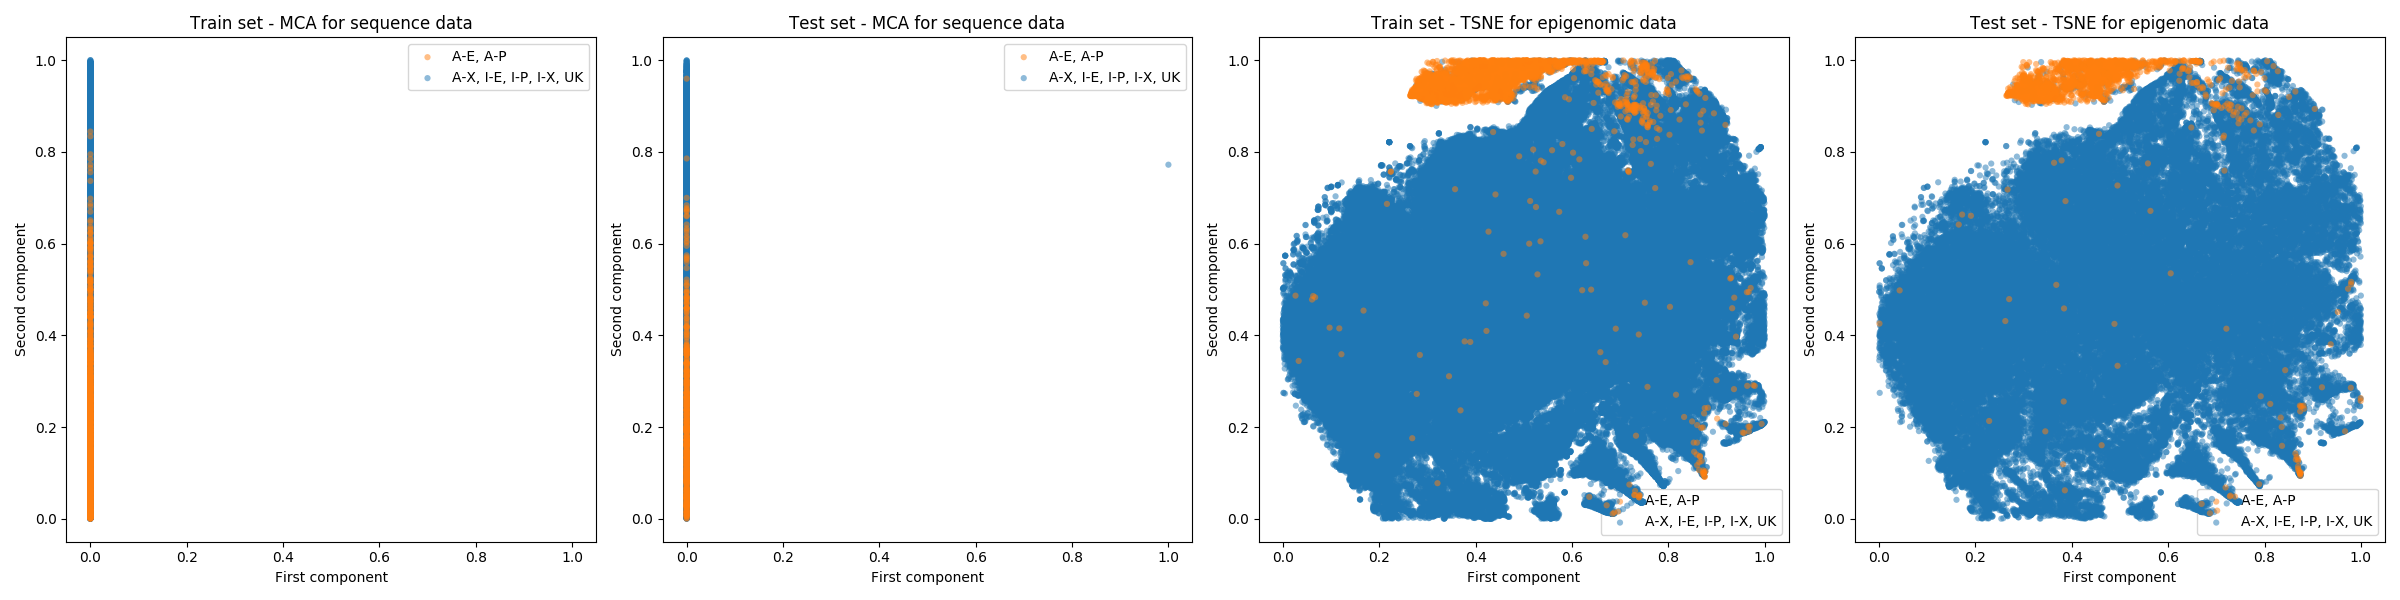 Train set - MCA for sequence data
A-E, A-P
A-X, I-E, I-P, I-X, UK
1.0
0.8
0.6
0.4
0.2
0.0
Second component
0.0 0.2 0.4 0.6 0.8 1.0
First component
Test set - MCA for sequence data
A-E, A-P
A-X, I-E, I-P, I-X, UK
1.0
0.8
0.6
0.4
0.2
0.0
Second component
0.0 0.2 0.4 0.6 0.8 1.0
First component
Train set - TSNE for epigenomic data
1.0
0.8
0.6
0.4
0.2
0.0
Second component
A-E, A-P
A-X, I-E, I-P, I-X, UK
0.0 0.2 0.4 0.6 0.8 1.0
First component
Test set - TSNE for epigenomic data
1.0
0.8
0.6
0.4
0.2
0.0
Second component
A-E, A-P
A-X, I-E, I-P, I-X, UK
0.0 0.2 0.4 0.6 0.8 1.0
First component